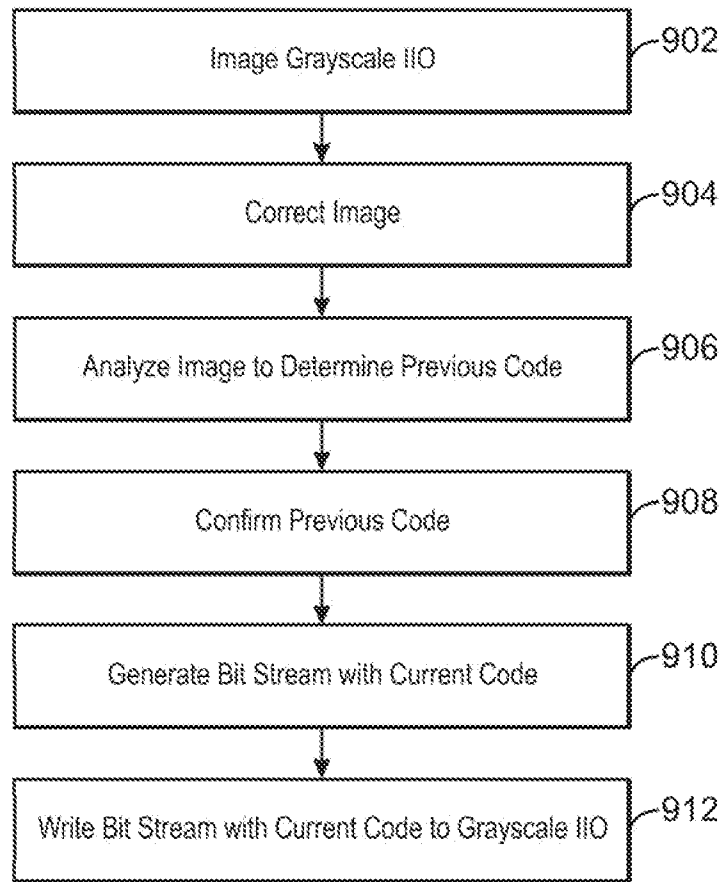 Image Grayscale IIO
902
Correct Image
904
Analyze Image to Determine Previous Code
906
Confirm Previous Code
908
Generate Bit Stream with Current Code
910
Write Bit Stream with Current Code to Grayscale IIO
912